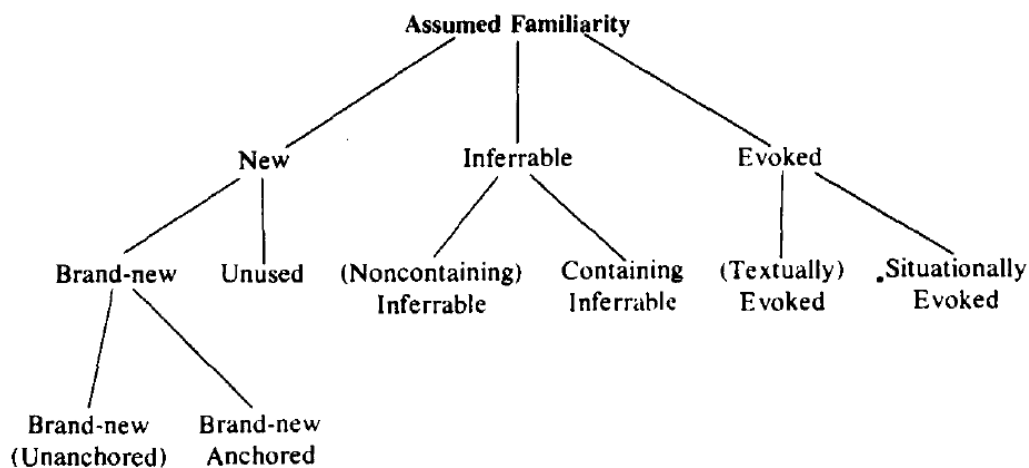 Assumed Familiarity
New
Inferrable
Evoked
Brand-new
Unused
(Noncontaining)
Inferrable
Containing
Inferrable
(Textually)
Evoked
Situationally
Evoked
Brand-new
(Unanchored)
Brand-new
Anchored